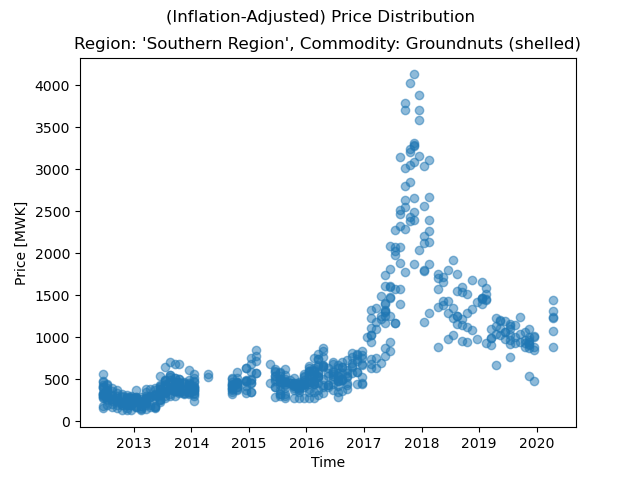 (Inflation-Adjusted) Price Distribution
Region: 'Southern Region', Commodity: Groundnuts (shelled)
Price [MWK]
4000
3500
3000
2500
2000
1500
1000
500
0
2013 2014 2015 2016 2017 2018 2019 2020
Time